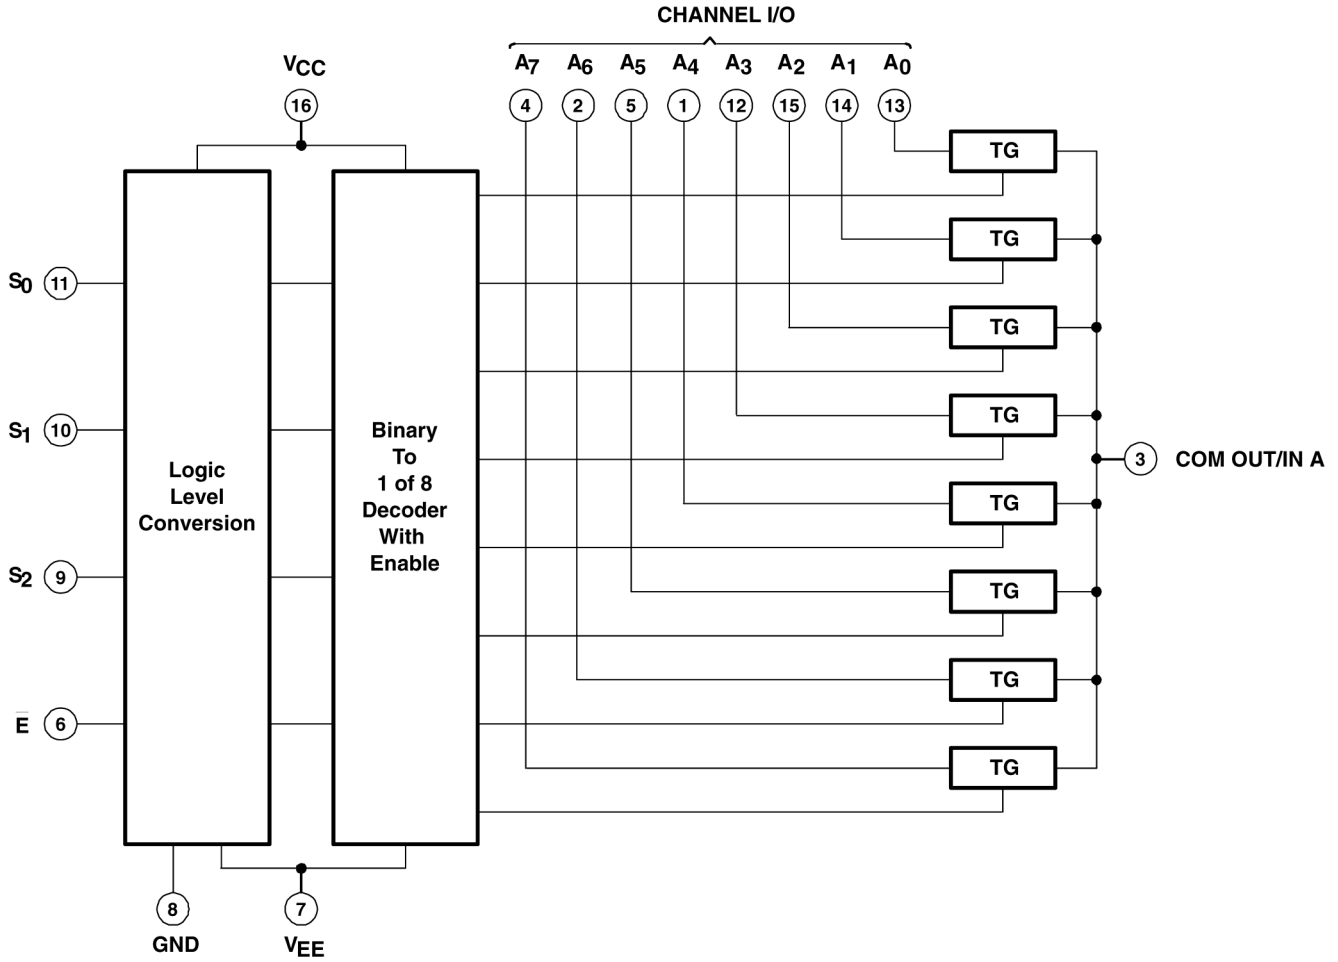 CHANNEL I/O
A7 A6 A5 A4 A3 A2 A1 A0
4 2 5 1 12 15 14 13
VCC
16
TG
TG
TG
TG
TG
TG
TG
TG
S0 11
S1 10
S2 9
E̅ 6
Logic
Level
Conversion
Binary
To
1 of 8
Decoder
With
Enable
3 COM OUT/IN A
8
GND
7
VEE